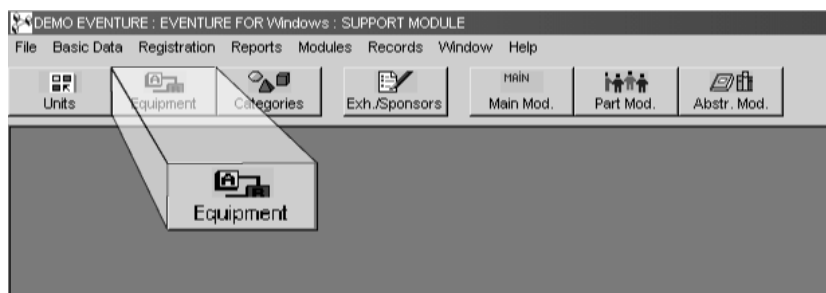 DEMO EVENTURE : EVENTURE FOR Windows : SUPPORT MODULE
File Basic Data Registration Reports Modules Records Window Help
MAIN
Units Equipment Categories Exh./Sponsors Main Mod. Part Mod. Abstr. Mod.
A
B
Equipment